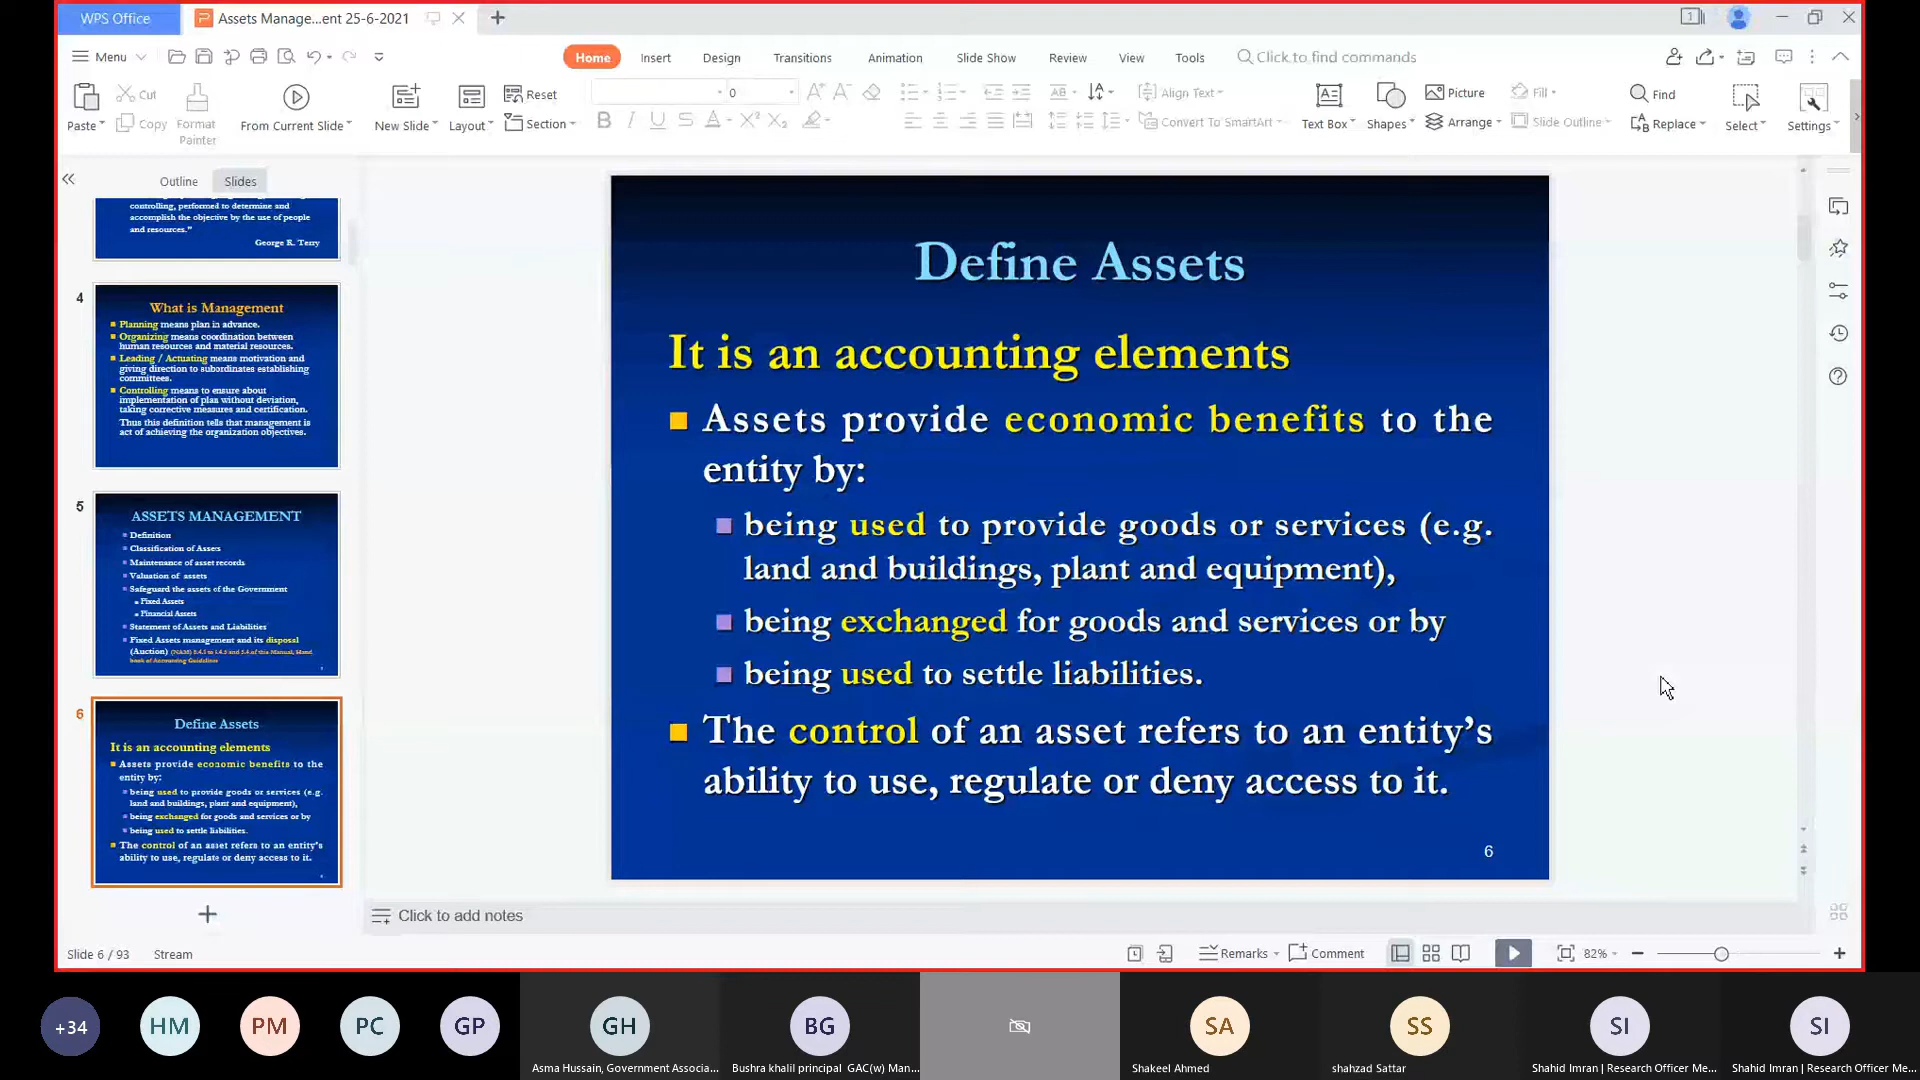 WPS Office
Assets Manage...ent 25-6-2021
Menu
Home
Insert
Design
Transitions
Animation
Slide Show
Review
View
Tools
Click to find commands
Paste
Cut
Copy
Format
Painter
From Current Slide
New Slide
Layout
Reset
Section
0
Align Text
Convert To SmartArt
Text Box
Shapes
Picture
Arrange
Fill
Slide Outline
Find
Replace
Select
Settings
Outline
Slides
controlling, performed to determine and
accomplish the objective by the use of people
and resources."
George R. Terry
4
What is Management
Planning means plan in advance.
Organizing means coordination between
human resources and material resources.
Leading / Actuating means motivation and
giving direction to subordinates establishing
committees.
Controlling means to ensure about
implementation of plan without deviation,
taking corrective measures and certification.
Thus this definition tells that management is
act of achieving the organization objectives.
5
ASSETS MANAGEMENT
Definition
Classification of Assets
Maintenance of asset records
Valuation of assets
Safeguard the assets of the Government
Fixed Assets
Financial Assets
Statement of Assets and Liabilities
Fixed Assets management and its disposal
(Auction)
6
Define Assets
It is an accounting elements
Assets provide economic benefits to the
entity by:
being used to provide goods or services (e.g.
land and buildings, plant and equipment),
being exchanged for goods and services or by
being used to settle liabilities.
The control of an asset refers to an entity's
ability to use, regulate or deny access to it.
Define Assets
It is an accounting elements
Assets provide economic benefits to the
entity by:
being used to provide goods or services (e.g.
land and buildings, plant and equipment),
being exchanged for goods and services or by
being used to settle liabilities.
The control of an asset refers to an entity's
ability to use, regulate or deny access to it.
6
Click to add notes
Slide 6 / 93
Stream
Remarks
Comment
82%
+34
HM
PM
PC
GP
GH
BG
SA
SS
SI
SI
Asma Hussain, Government Associa...
Bushra khalil principal GAC(w) Man...
Shakeel Ahmed
shahzad Sattar
Shahid Imran | Research Officer Me...
Shahid Imran | Research Officer Me...